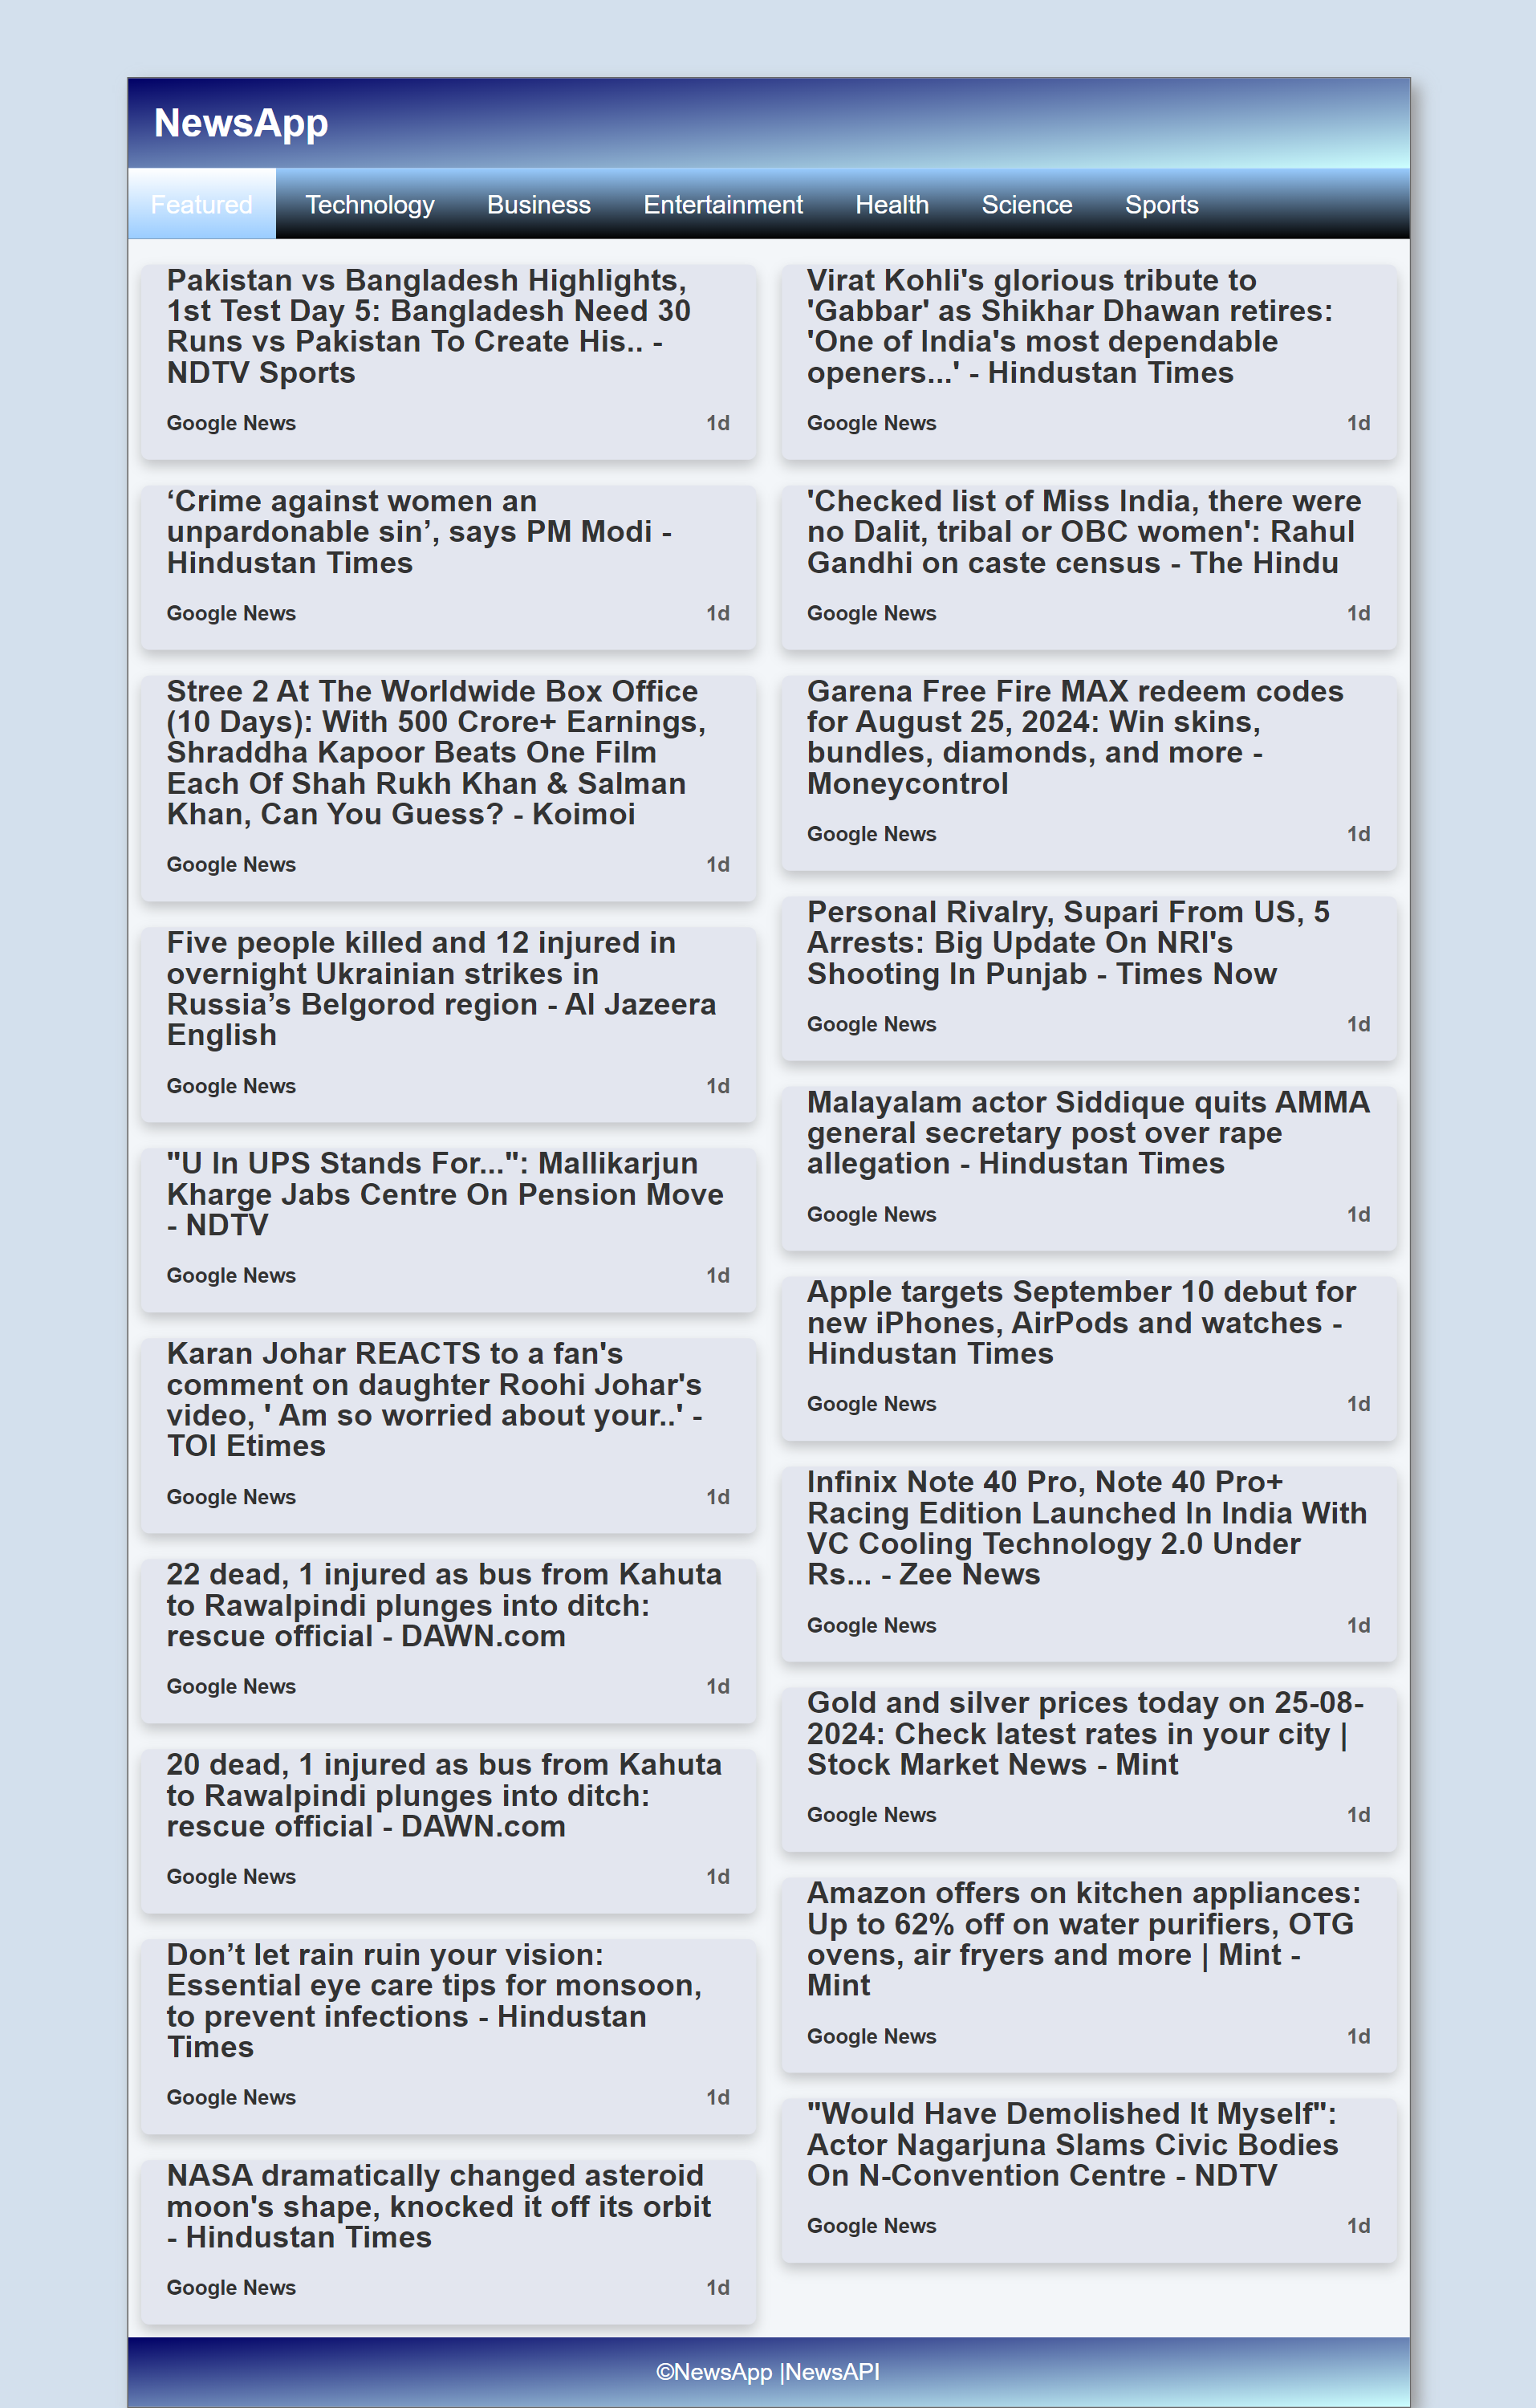 NewsApp
Featured Technology Business Entertainment Health Science Sports
Pakistan vs Bangladesh Highlights,
1st Test Day 5: Bangladesh Need 30
Runs vs Pakistan To Create His.. -
NDTV Sports
Google News 1d
‘Crime against women an
unpardonable sin’, says PM Modi -
Hindustan Times
Google News 1d
Stree 2 At The Worldwide Box Office
(10 Days): With 500 Crore+ Earnings,
Shraddha Kapoor Beats One Film
Each Of Shah Rukh Khan & Salman
Khan, Can You Guess? - Koimoi
Google News 1d
Five people killed and 12 injured in
overnight Ukrainian strikes in
Russia’s Belgorod region - Al Jazeera
English
Google News 1d
"U In UPS Stands For...": Mallikarjun
Kharge Jabs Centre On Pension Move
- NDTV
Google News 1d
Karan Johar REACTS to a fan's
comment on daughter Roohi Johar's
video, ' Am so worried about your..' -
TOI Etimes
Google News 1d
22 dead, 1 injured as bus from Kahuta
to Rawalpindi plunges into ditch:
rescue official - DAWN.com
Google News 1d
20 dead, 1 injured as bus from Kahuta
to Rawalpindi plunges into ditch:
rescue official - DAWN.com
Google News 1d
Don’t let rain ruin your vision:
Essential eye care tips for monsoon,
to prevent infections - Hindustan
Times
Google News 1d
NASA dramatically changed asteroid
moon's shape, knocked it off its orbit
- Hindustan Times
Google News 1d
Virat Kohli's glorious tribute to
'Gabbar' as Shikhar Dhawan retires:
'One of India's most dependable
openers...' - Hindustan Times
Google News 1d
'Checked list of Miss India, there were
no Dalit, tribal or OBC women': Rahul
Gandhi on caste census - The Hindu
Google News 1d
Garena Free Fire MAX redeem codes
for August 25, 2024: Win skins,
bundles, diamonds, and more -
Moneycontrol
Google News 1d
Personal Rivalry, Supari From US, 5
Arrests: Big Update On NRI's
Shooting In Punjab - Times Now
Google News 1d
Malayalam actor Siddique quits AMMA
general secretary post over rape
allegation - Hindustan Times
Google News 1d
Apple targets September 10 debut for
new iPhones, AirPods and watches -
Hindustan Times
Google News 1d
Infinix Note 40 Pro, Note 40 Pro+
Racing Edition Launched In India With
VC Cooling Technology 2.0 Under
Rs... - Zee News
Google News 1d
Gold and silver prices today on 25-08-
2024: Check latest rates in your city |
Stock Market News - Mint
Google News 1d
Amazon offers on kitchen appliances:
Up to 62% off on water purifiers, OTG
ovens, air fryers and more | Mint -
Mint
Google News 1d
"Would Have Demolished It Myself":
Actor Nagarjuna Slams Civic Bodies
On N-Convention Centre - NDTV
Google News 1d
©NewsApp |NewsAPI